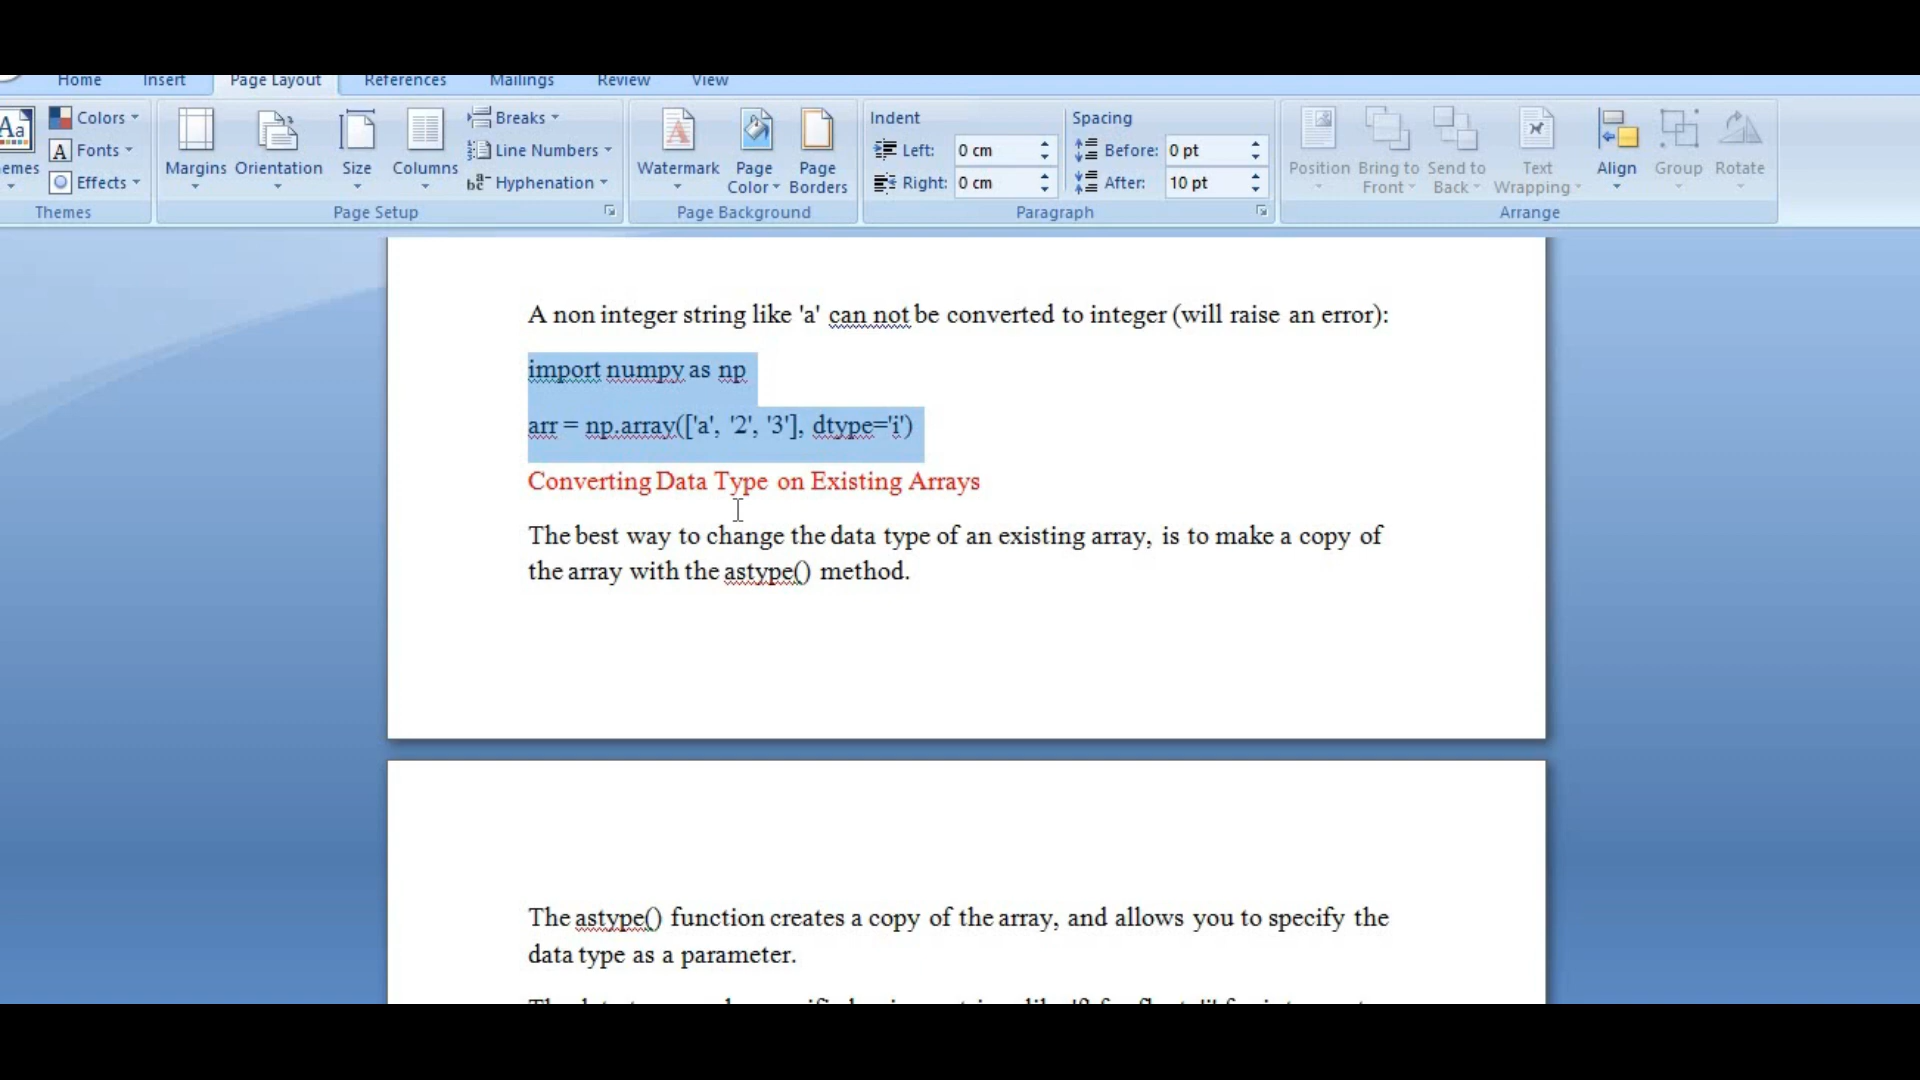 Home Insert Page Layout References Mailings Review View
Colors Breaks Indent Spacing
Fonts Line Numbers Left: 0 cm Before: 0 pt
Margins Orientation Size Columns Watermark Page Page Position Bring to Send to Text Align Group Rotate
Effects Hyphenation Color Borders Right: 0 cm After: 10 pt Front Back Wrapping
Themes Page Setup Page Background Paragraph Arrange
A non integer string like 'a' can not be converted to integer (will raise an error):
import numpy as np
arr = np.array(['a', '2', '3'], dtype='i')
Converting Data Type on Existing Arrays
The best way to change the data type of an existing array, is to make a copy of
the array with the astype() method.
The astype() function creates a copy of the array, and allows you to specify the
data type as a parameter.